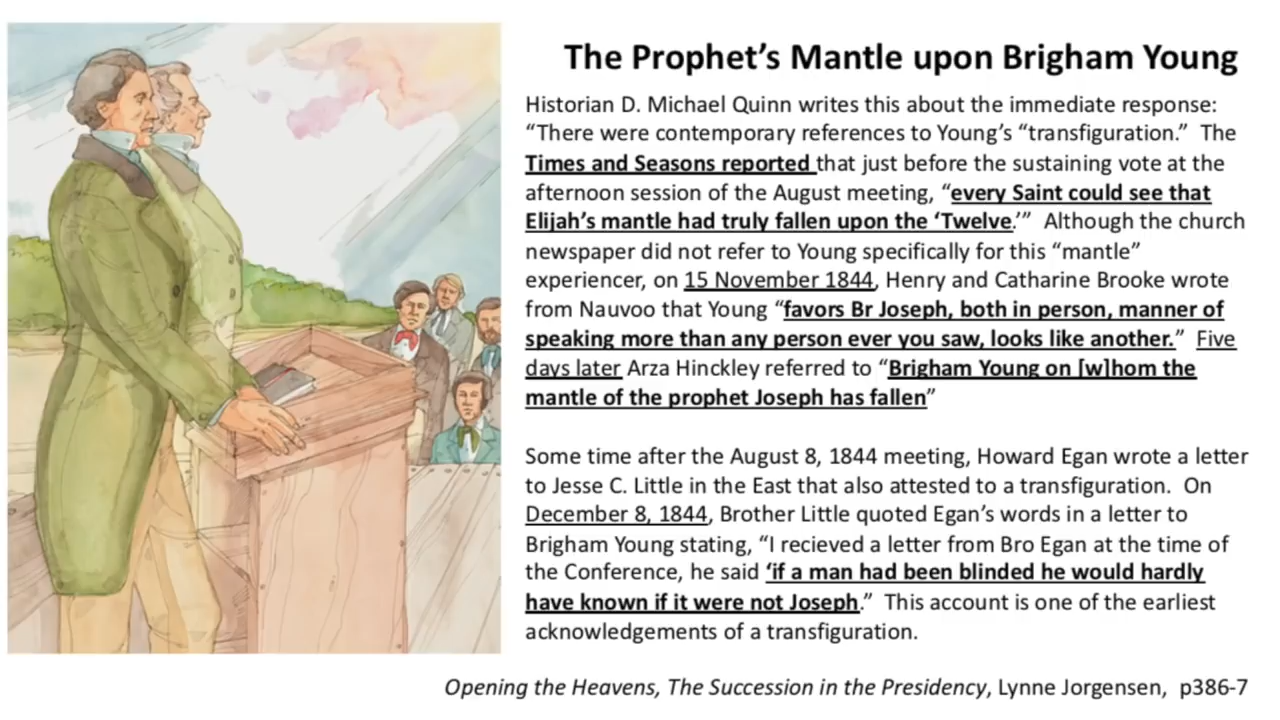 The Prophet’s Mantle upon Brigham Young
Historian D. Michael Quinn writes this about the immediate response:
“There were contemporary references to Young’s “transfiguration.” The
Times and Seasons reported that just before the sustaining vote at the
afternoon session of the August meeting, “every Saint could see that
Elijah’s mantle had truly fallen upon the ‘Twelve.’” Although the church
newspaper did not refer to Young specifically for this “mantle”
experiencer, on 15 November 1844, Henry and Catharine Brooke wrote
from Nauvoo that Young “favors Br Joseph, both in person, manner of
speaking more than any person ever you saw, looks like another.” Five
days later Arza Hinckley referred to “Brigham Young on [w]hom the
mantle of the prophet Joseph has fallen”
Some time after the August 8, 1844 meeting, Howard Egan wrote a letter
to Jesse C. Little in the East that also attested to a transfiguration. On
December 8, 1844, Brother Little quoted Egan’s words in a letter to
Brigham Young stating, “I recieved a letter from Bro Egan at the time of
the Conference, he said ‘if a man had been blinded he would hardly
have known if it were not Joseph.” This account is one of the earliest
acknowledgements of a transfiguration.
Opening the Heavens, The Succession in the Presidency, Lynne Jorgensen, p386-7